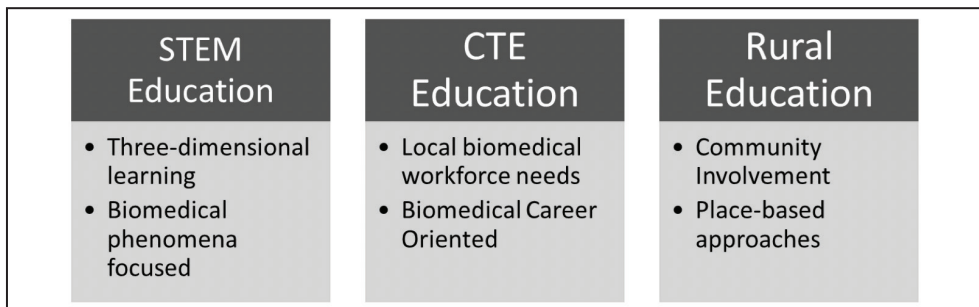 STEM
Education
• Three-dimensional
learning
• Biomedical
phenomena
focused
CTE
Education
• Local biomedical
workforce needs
• Biomedical Career
Oriented
Rural
Education
• Community
Involvement
• Place-based
approaches